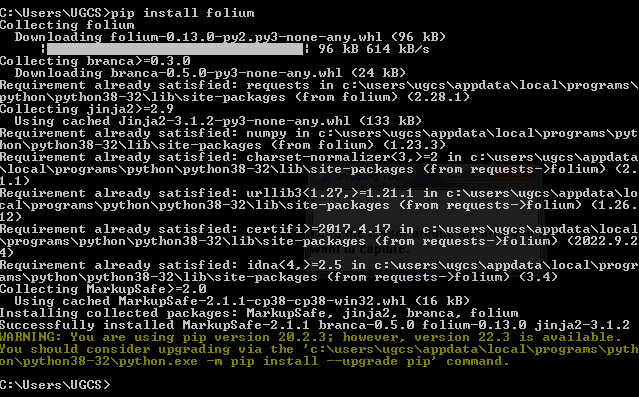 C:\Users\UGCS>pip install folium
Collecting folium
  Downloading folium-0.13.0-py2.py3-none-any.whl (96 kB)
     |████████████████████████████████| 96 kB 614 kB/s
Collecting branca>=0.3.0
  Downloading branca-0.5.0-py3-none-any.whl (24 kB)
Requirement already satisfied: requests in c:\users\ugcs\appdata\local\programs\
python\python38-32\lib\site-packages (from folium) (2.28.1)
Collecting jinja2>=2.9
  Using cached Jinja2-3.1.2-py3-none-any.whl (133 kB)
Requirement already satisfied: numpy in c:\users\ugcs\appdata\local\programs\pyt
hon\python38-32\lib\site-packages (from folium) (1.23.3)
Requirement already satisfied: charset-normalizer<3,>=2 in c:\users\ugcs\appdata
\local\programs\python\python38-32\lib\site-packages (from requests->folium) (2.
1.1)
Requirement already satisfied: urllib3<1.27,>=1.21.1 in c:\users\ugcs\appdata\lo
cal\programs\python\python38-32\lib\site-packages (from requests->folium) (1.26.
12)
Requirement already satisfied: certifi>=2017.4.17 in c:\users\ugcs\appdata\local
\programs\python\python38-32\lib\site-packages (from requests->folium) (2022.9.2
4)
want to capture.
Requirement already satisfied: idna<4,>=2.5 in c:\users\ugcs\appdata\local\progr
ams\python\python38-32\lib\site-packages (from requests->folium) (3.4)
Collecting MarkupSafe>=2.0
  Using cached MarkupSafe-2.1.1-cp38-cp38-win32.whl (16 kB)
Installing collected packages: MarkupSafe, jinja2, branca, folium
Successfully installed MarkupSafe-2.1.1 branca-0.5.0 folium-0.13.0 jinja2-3.1.2
WARNING: You are using pip version 20.2.3; however, version 22.3 is available.
You should consider upgrading via the 'c:\users\ugcs\appdata\local\programs\pyth
on\python38-32\python.exe -m pip install --upgrade pip' command.
C:\Users\UGCS>